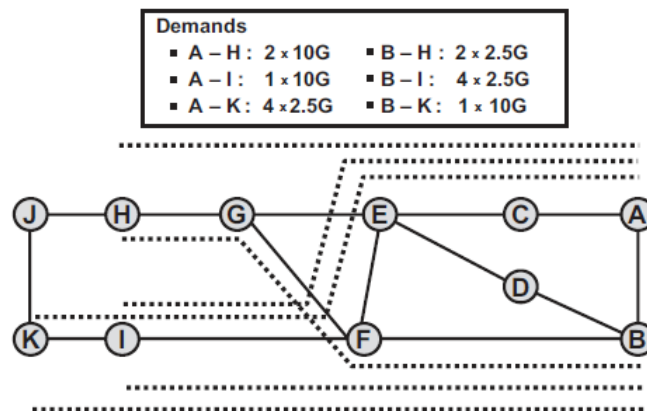 Demands
▪ A – H : 2 x 10G ▪ B – H : 2 x 2.5G
▪ A – I : 1 x 10G ▪ B – I : 4 x 2.5G
▪ A – K : 4 x 2.5G ▪ B – K : 1 x 10G
J H G E C A
D
K I F B